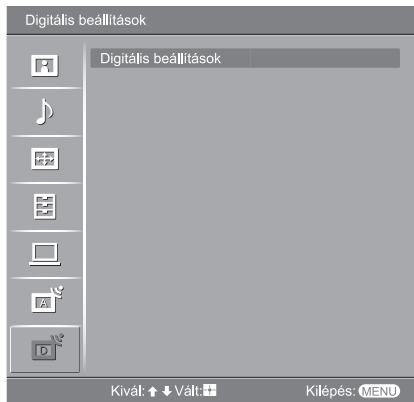 Digitális beállítások
Digitális beállítások
A
D
Kivál: ↑ ↓ Vált: Kilépés: MENU